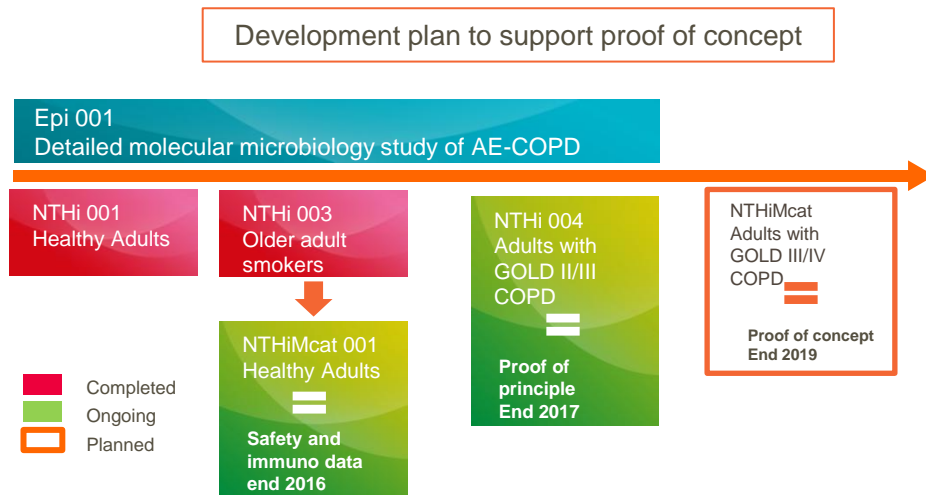 Development plan to support proof of concept
Epi 001
Detailed molecular microbiology study of AE-COPD
NTHi 001
Healthy Adults
NTHi 003
Older adult
smokers
NTHiMcat 001
Healthy Adults
Safety and
immuno data
end 2016
NTHi 004
Adults with
GOLD II/III
COPD
Proof of
principle
End 2017
NTHiMcat
Adults with
GOLD III/IV
COPD
Proof of concept
End 2019
Completed
Ongoing
Planned